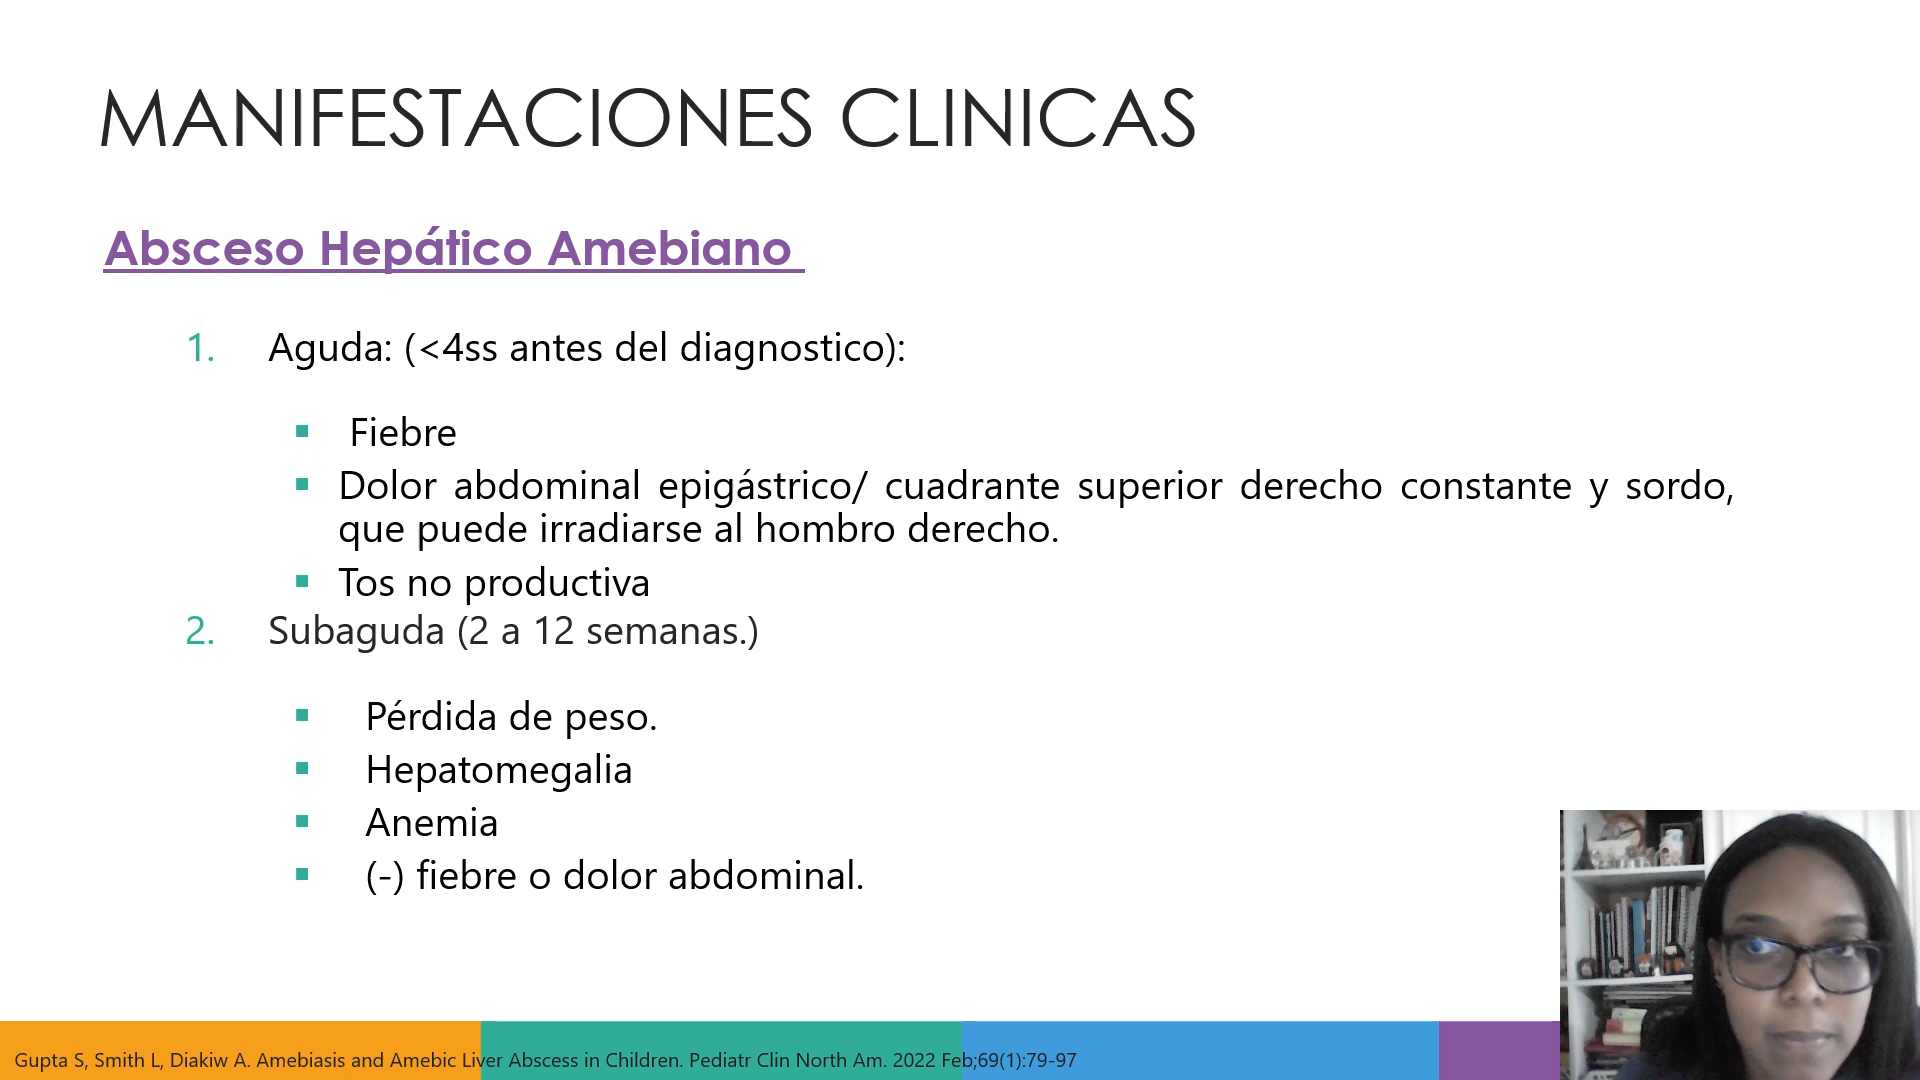 MANIFESTACIONES CLINICAS
Absceso Hepático Amebiano
1. Aguda: (<4ss antes del diagnostico):
▪ Fiebre
▪ Dolor abdominal epigástrico/ cuadrante superior derecho constante y sordo,
que puede irradiarse al hombro derecho.
▪ Tos no productiva
2. Subaguda (2 a 12 semanas.)
▪ Pérdida de peso.
▪ Hepatomegalia
▪ Anemia
▪ (-) fiebre o dolor abdominal.
Gupta S, Smith L, Diakiw A. Amebiasis and Amebic Liver Abscess in Children. Pediatr Clin North Am. 2022 Feb;69(1):79-97